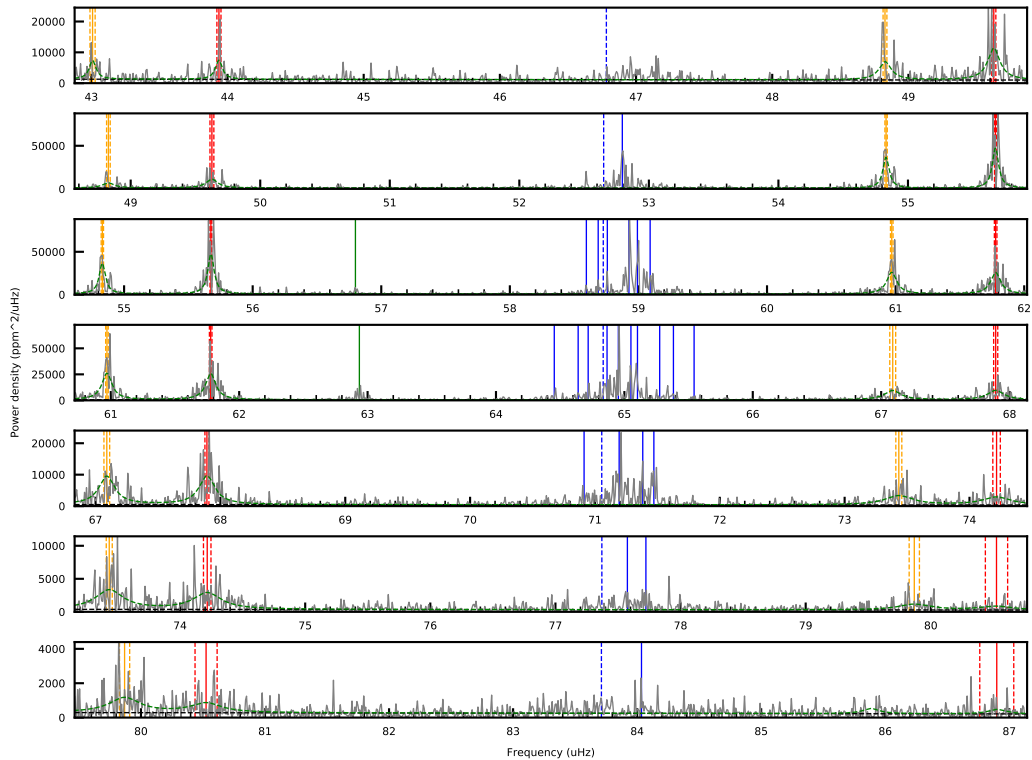 20000
10000
0
43 44 45 46 47 48 49
50000
0
49 50 51 52 53 54 55
50000
0
55 56 57 58 59 60 61 62
50000
25000
0
61 62 63 64 65 66 67 68
Power density (ppm^2/uHz)
20000
10000
0
67 68 69 70 71 72 73 74
10000
5000
0
74 75 76 77 78 79 80
4000
2000
0
80 81 82 83 84 85 86 87
Frequency (uHz)